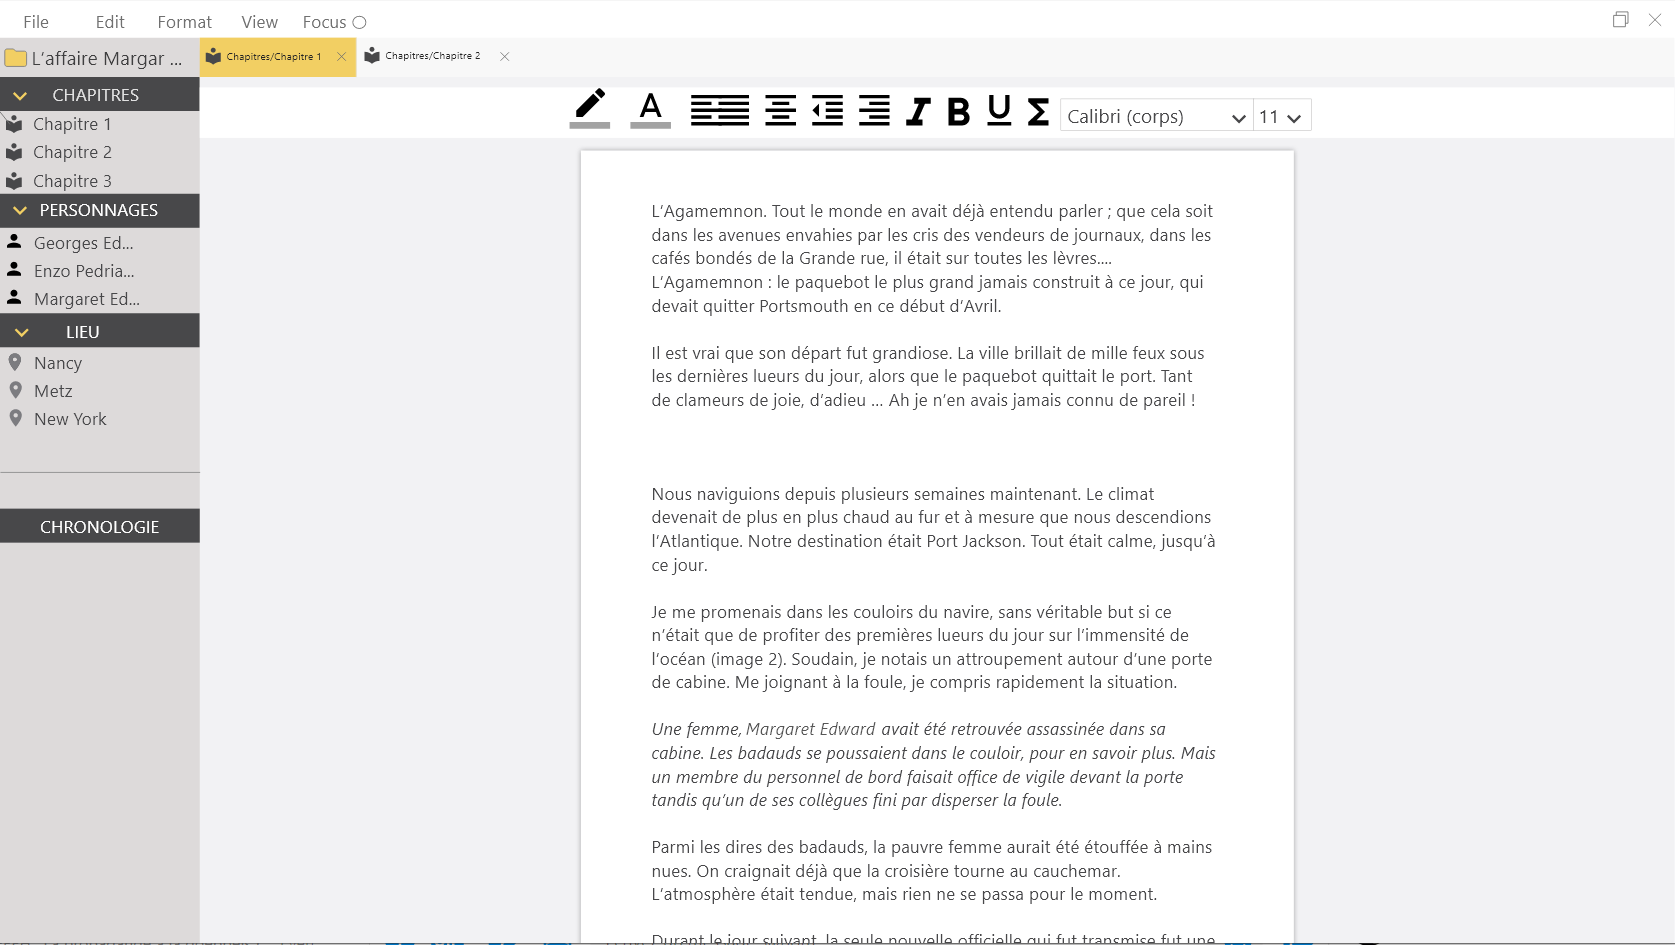 File Edit Format View Focus
L'affaire Margar ...
Chapitres/Chapitre 1
Chapitres/Chapitre 2
CHAPITRES
Chapitre 1
Chapitre 2
Chapitre 3
PERSONNAGES
Georges Ed...
Enzo Pedria...
Margaret Ed...
LIEU
Nancy
Metz
New York
CHRONOLOGIE
A I B U Σ Calibri (corps) 11
L'Agamemnon. Tout le monde en avait déjà entendu parler ; que cela soit
dans les avenues envahies par les cris des vendeurs de journaux, dans les
cafés bondés de la Grande rue, il était sur toutes les lèvres....
L'Agamemnon : le paquebot le plus grand jamais construit à ce jour, qui
devait quitter Portsmouth en ce début d'Avril.
Il est vrai que son départ fut grandiose. La ville brillait de mille feux sous
les dernières lueurs du jour, alors que le paquebot quittait le port. Tant
de clameurs de joie, d'adieu ... Ah je n'en avais jamais connu de pareil !
Nous naviguions depuis plusieurs semaines maintenant. Le climat
devenait de plus en plus chaud au fur et à mesure que nous descendions
l'Atlantique. Notre destination était Port Jackson. Tout était calme, jusqu'à
ce jour.
Je me promenais dans les couloirs du navire, sans véritable but si ce
n'était que de profiter des premières lueurs du jour sur l'immensité de
l'océan (image 2). Soudain, je notais un attroupement autour d'une porte
de cabine. Me joignant à la foule, je compris rapidement la situation.
Une femme, Margaret Edward avait été retrouvée assassinée dans sa
cabine. Les badauds se poussaient dans le couloir, pour en savoir plus. Mais
un membre du personnel de bord faisait office de vigile devant la porte
tandis qu'un de ses collègues fini par disperser la foule.
Parmi les dires des badauds, la pauvre femme aurait été étouffée à mains
nues. On craignait déjà que la croisière tourne au cauchemar.
L'atmosphère était tendue, mais rien ne se passa pour le moment.
Durant le jour suivant, la seule nouvelle officielle qui fut transmise fut une